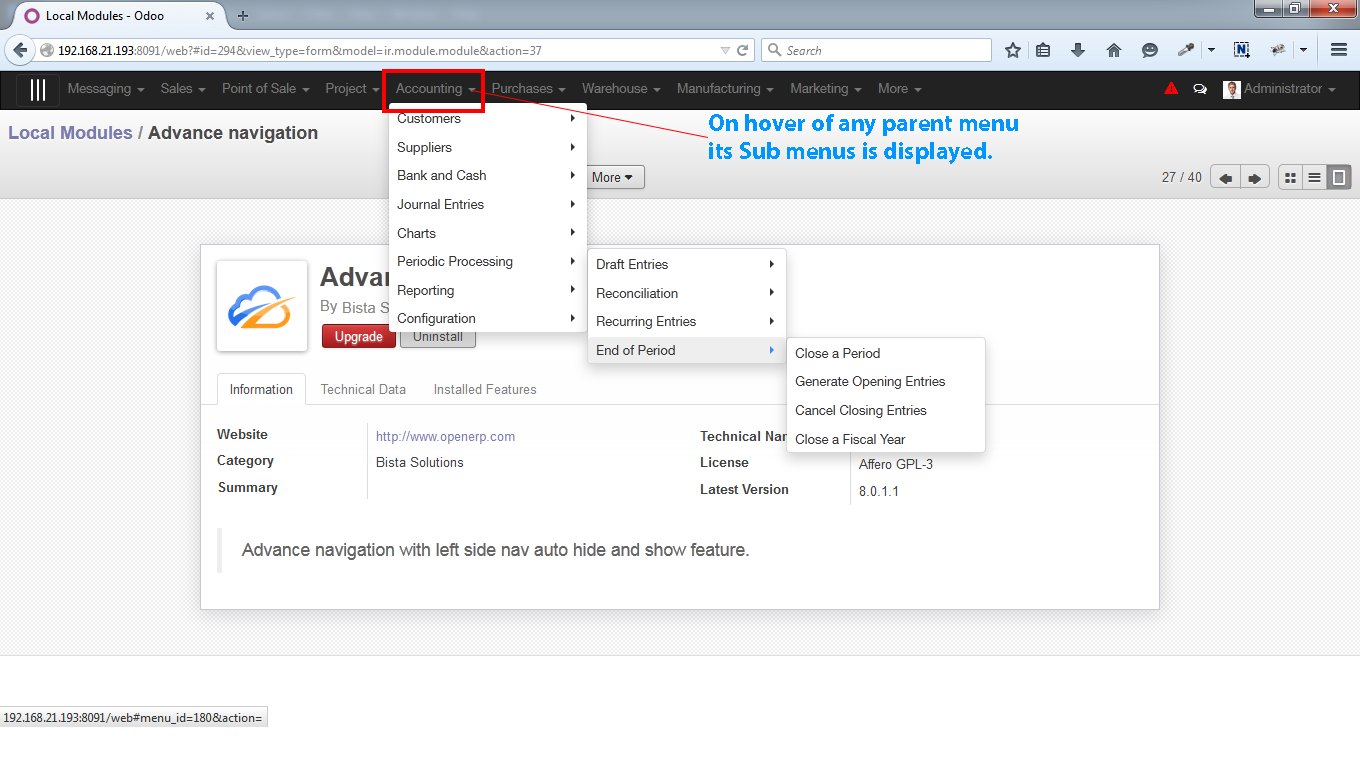 Local Modules - Odoo
192.168.21.193:8091/web?#id=294&view_type=form&model=ir.module.module&action=37
Search
Messaging Sales Point of Sale Project Accounting Purchases Warehouse Manufacturing Marketing More Administrator
Local Modules / Advance navigation
On hover of any parent menu
its Sub menus is displayed.
Customers
Suppliers
Bank and Cash
Journal Entries
Charts
Periodic Processing
Reporting
Configuration
More
27 / 40
Draft Entries
Reconciliation
Recurring Entries
End of Period
Close a Period
Generate Opening Entries
Cancel Closing Entries
Close a Fiscal Year
By Bista
Upgrade Uninstall
Information Technical Data Installed Features
Website http://www.openerp.com
Category Bista Solutions
Summary
Technical
License Affero GPL-3
Latest Version 8.0.1.1
Advance navigation with left side nav auto hide and show feature.
192.168.21.193:8091/web#menu_id=180&action=